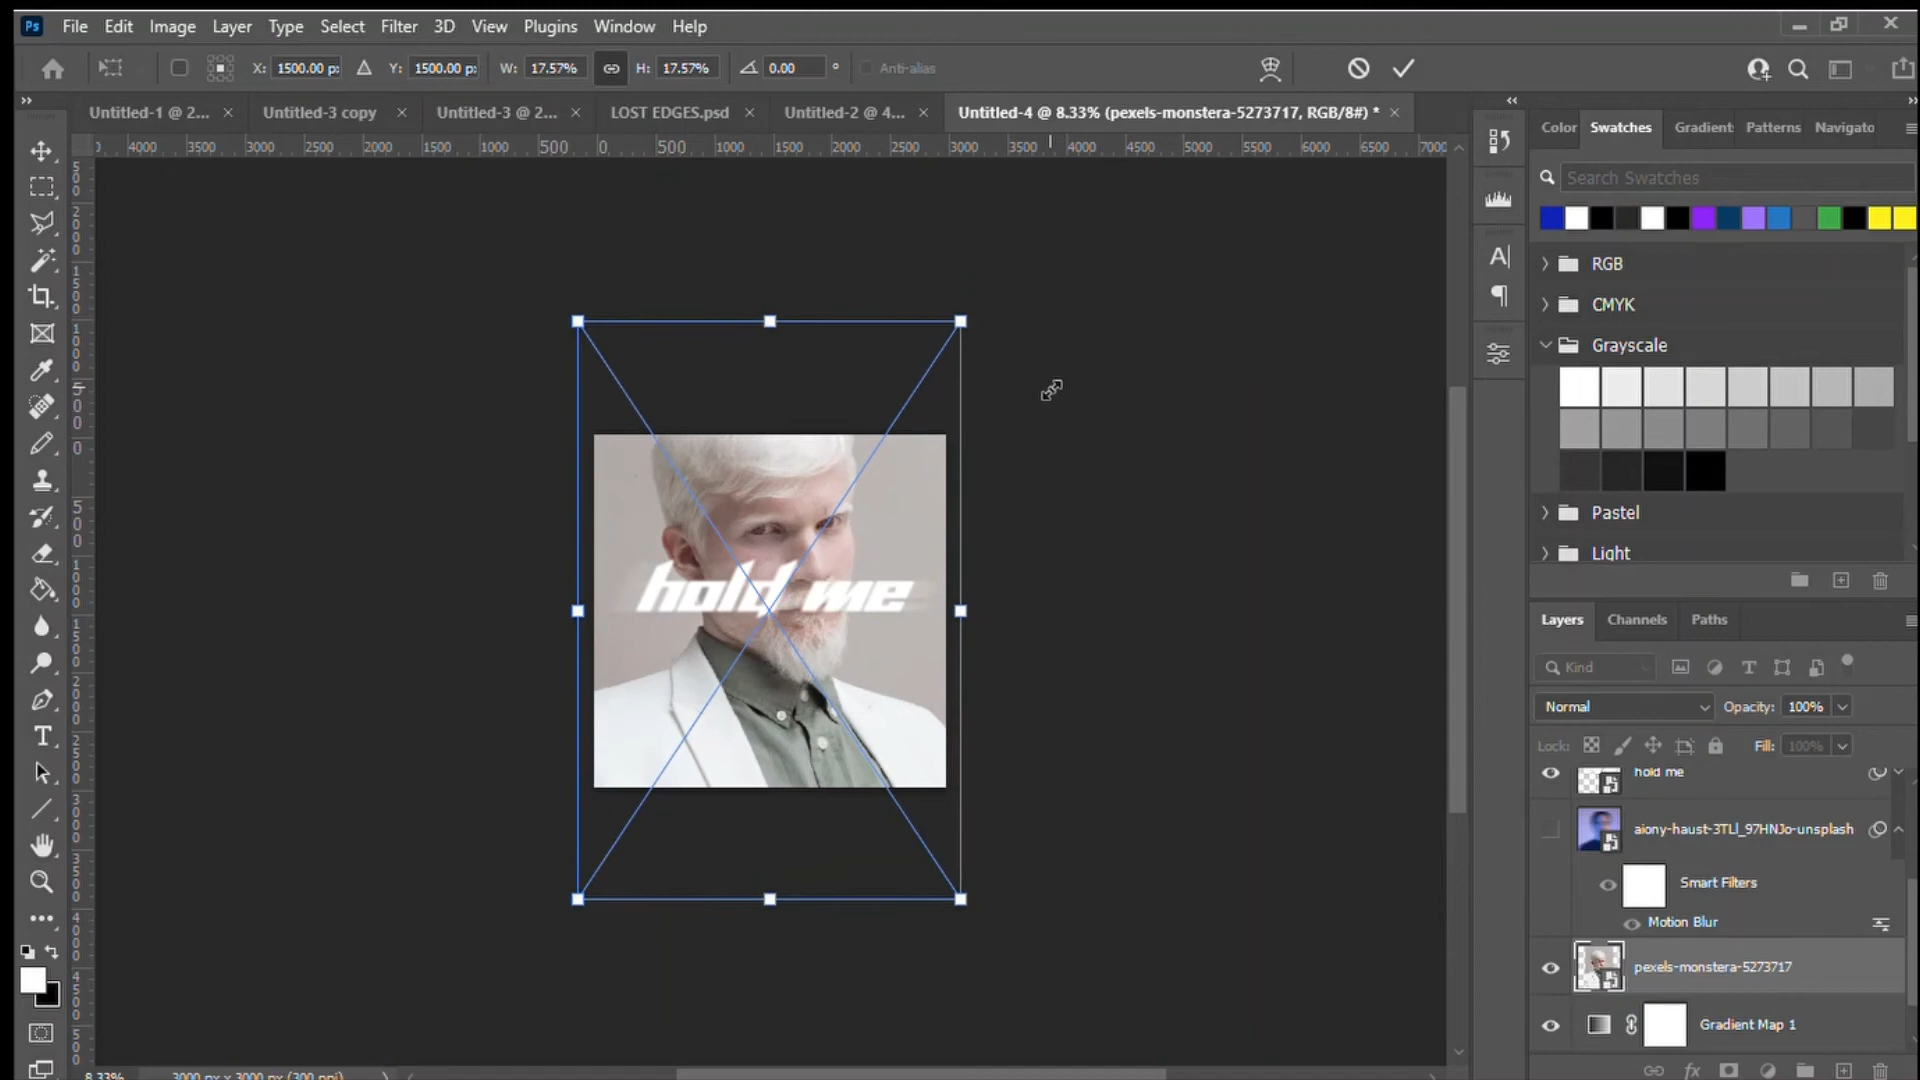 Ps File Edit Image Layer Type Select Filter 3D View Plugins Window Help
X: 1500.00 p: Y: 1500.00 p: W: 17.57% H: 17.57% 0.00 ° Anti-alias
Untitled-1 @ 2... × Untitled-3 copy × Untitled-3 @ 2... × LOST EDGES.psd × Untitled-2 @ 4... × Untitled-4 @ 8.33% (pexels-monstera-5273717, RGB/8#) * ×
4000 3500 3000 2500 2000 1500 1000 500 0 500 1000 1500 2000 2500 3000 3500 4000 4500 5000 5500 6000 6500 7000
Color Swatches Gradient Patterns Navigato
Search Swatches
RGB
CMYK
Grayscale
Pastel
Light
hold me
Layers Channels Paths
Kind
Normal Opacity: 100%
Lock: Fill: 100%
hold me
aiony-haust-3TLl_97HNJo-unsplash
Smart Filters
Motion Blur
pexels-monstera-5273717
Gradient Map 1
8.33% 3000 px x 3000 px (300 ppi)